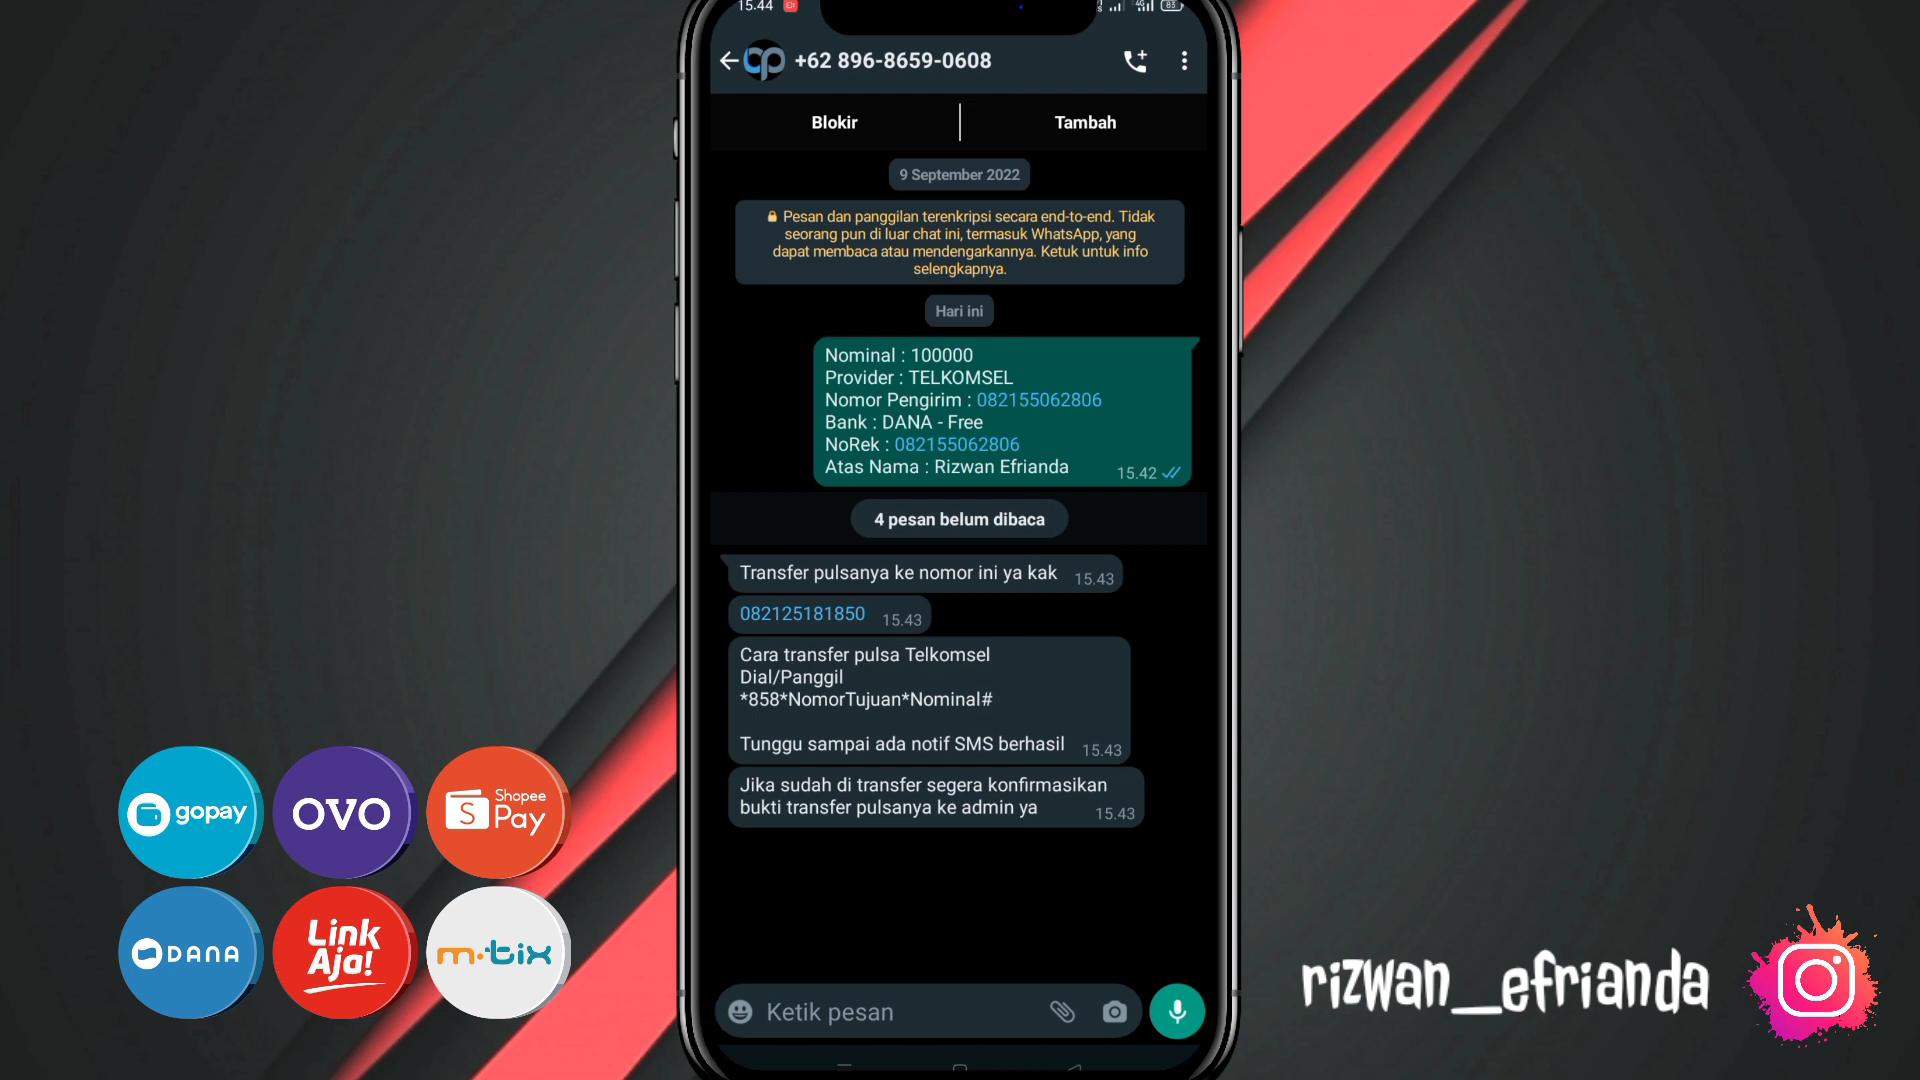 15.44
4G
83
+62 896-8659-0608
Blokir
Tambah
9 September 2022
Pesan dan panggilan terenkripsi secara end-to-end. Tidak
seorang pun di luar chat ini, termasuk WhatsApp, yang
dapat membaca atau mendengarkannya. Ketuk untuk info
selengkapnya.
Hari ini
Nominal : 100000
Provider : TELKOMSEL
Nomor Pengirim : 082155062806
Bank : DANA - Free
NoRek : 082155062806
Atas Nama : Rizwan Efrianda
15.42
4 pesan belum dibaca
Transfer pulsanya ke nomor ini ya kak
15.43
082125181850
15.43
Cara transfer pulsa Telkomsel
Dial/Panggil
*858*NomorTujuan*Nominal#
Tunggu sampai ada notif SMS berhasil
15.43
Jika sudah di transfer segera konfirmasikan
bukti transfer pulsanya ke admin ya
15.43
Ketik pesan
gopay
OVO
S
Shopee
Pay
DANA
Link
Aja!
m·tix
rizwan__efrianda